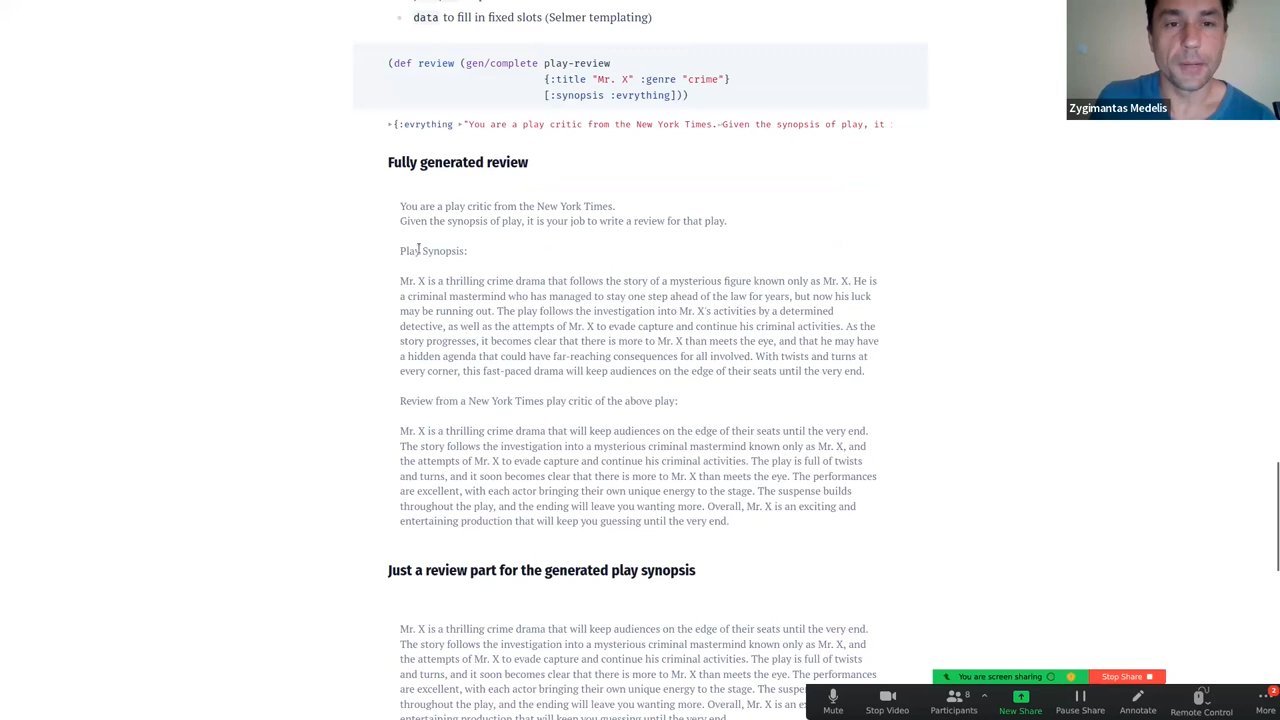 data to fill in fixed slots (Selmer templating)
(def review (gen/complete play-review
{:title "Mr. X" :genre "crime"}
[:synopsis :evrything]))
{:evrything "You are a play critic from the New York Times.↩Given the synopsis of play, it
Fully generated review
You are a play critic from the New York Times.
Given the synopsis of play, it is your job to write a review for that play.
Play Synopsis:
Mr. X is a thrilling crime drama that follows the story of a mysterious figure known only as Mr. X. He is
a criminal mastermind who has managed to stay one step ahead of the law for years, but now his luck
may be running out. The play follows the investigation into Mr. X's activities by a determined
detective, as well as the attempts of Mr. X to evade capture and continue his criminal activities. As the
story progresses, it becomes clear that there is more to Mr. X than meets the eye, and that he may have
a hidden agenda that could have far-reaching consequences for all involved. With twists and turns at
every corner, this fast-paced drama will keep audiences on the edge of their seats until the very end.
Review from a New York Times play critic of the above play:
Mr. X is a thrilling crime drama that will keep audiences on the edge of their seats until the very end.
The story follows the investigation into a mysterious criminal mastermind known only as Mr. X, and
the attempts of Mr. X to evade capture and continue his criminal activities. The play is full of twists
and turns, and it soon becomes clear that there is more to Mr. X than meets the eye. The performances
are excellent, with each actor bringing their own unique energy to the stage. The suspense builds
throughout the play, and the ending will leave you wanting more. Overall, Mr. X is an exciting and
entertaining production that will keep you guessing until the very end.
Just a review part for the generated play synopsis
Mr. X is a thrilling crime drama that will keep audiences on the edge of their seats until the very end.
The story follows the investigation into a mysterious criminal mastermind known only as Mr. X, and
the attempts of Mr. X to evade capture and continue his criminal activities. The play is full of twists
and turns, and it soon becomes clear that there is more to Mr. X
are excellent, with each actor bringing their own unique energy to the stage. The suspe
throughout the play, and the ending will leave you wanting more. Overall, Mr. X is an e
entertaining production that will keep you guessing until the very end.
Zygimantas Medelis
You are screen sharing
Stop Share
Mute
Stop Video
8
Participants
New Share
Pause Share
Annotate
Remote Control
2
More